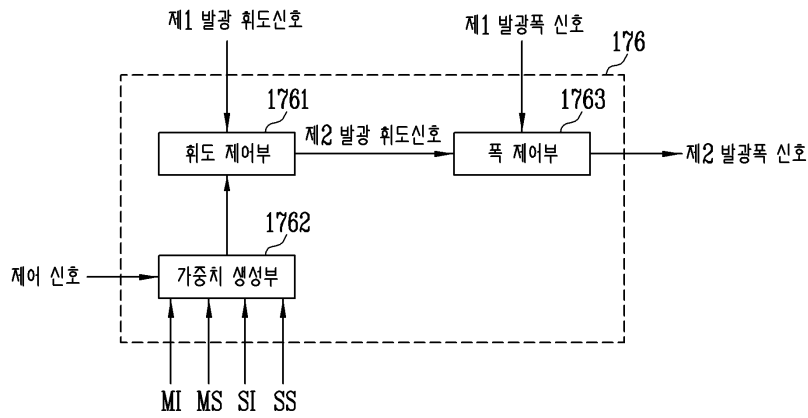 제1 발광 휘도신호
제1 발광폭 신호
176
1761
1763
휘도 제어부
제2 발광 휘도신호
폭 제어부
제2 발광폭 신호
1762
제어 신호
가중치 생성부
MI MS SI SS